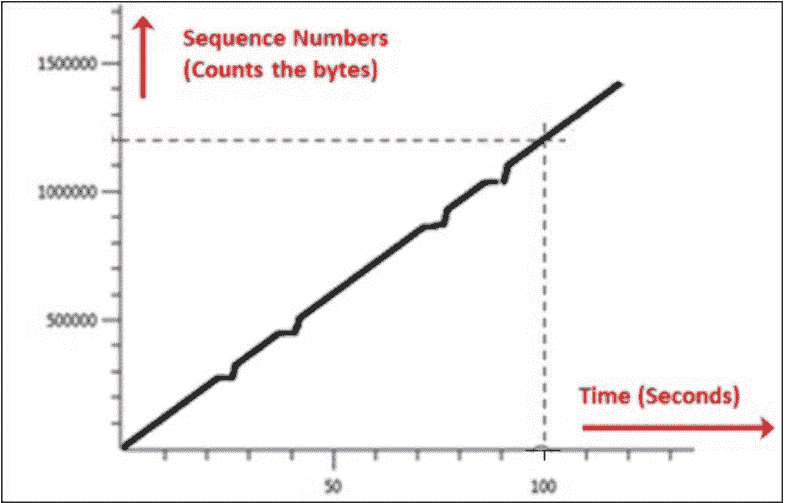 Sequence Numbers
(Counts the bytes)
1500000
1000000
500000
Time (Seconds)
50
100